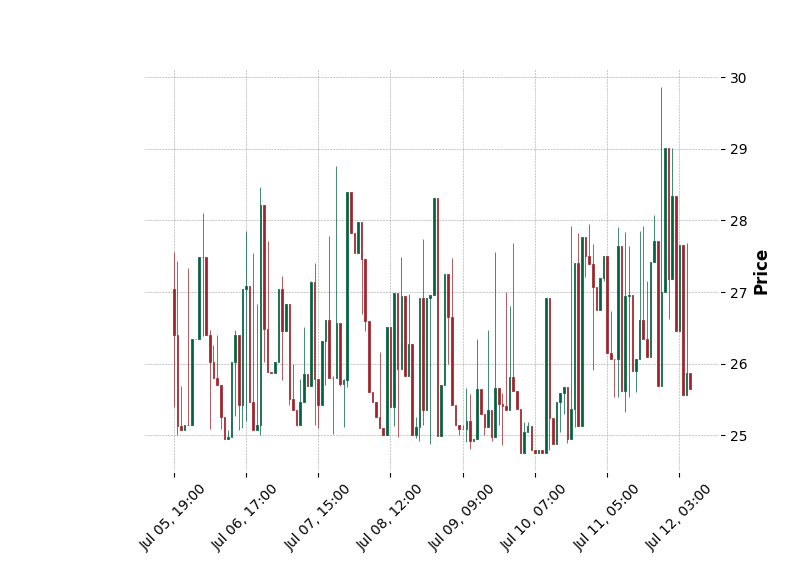 30
29
28
27
26
25
Price
Jul 05, 19:00
Jul 06, 17:00
Jul 07, 15:00
Jul 08, 12:00
Jul 09, 09:00
Jul 10, 07:00
Jul 11, 05:00
Jul 12, 03:00